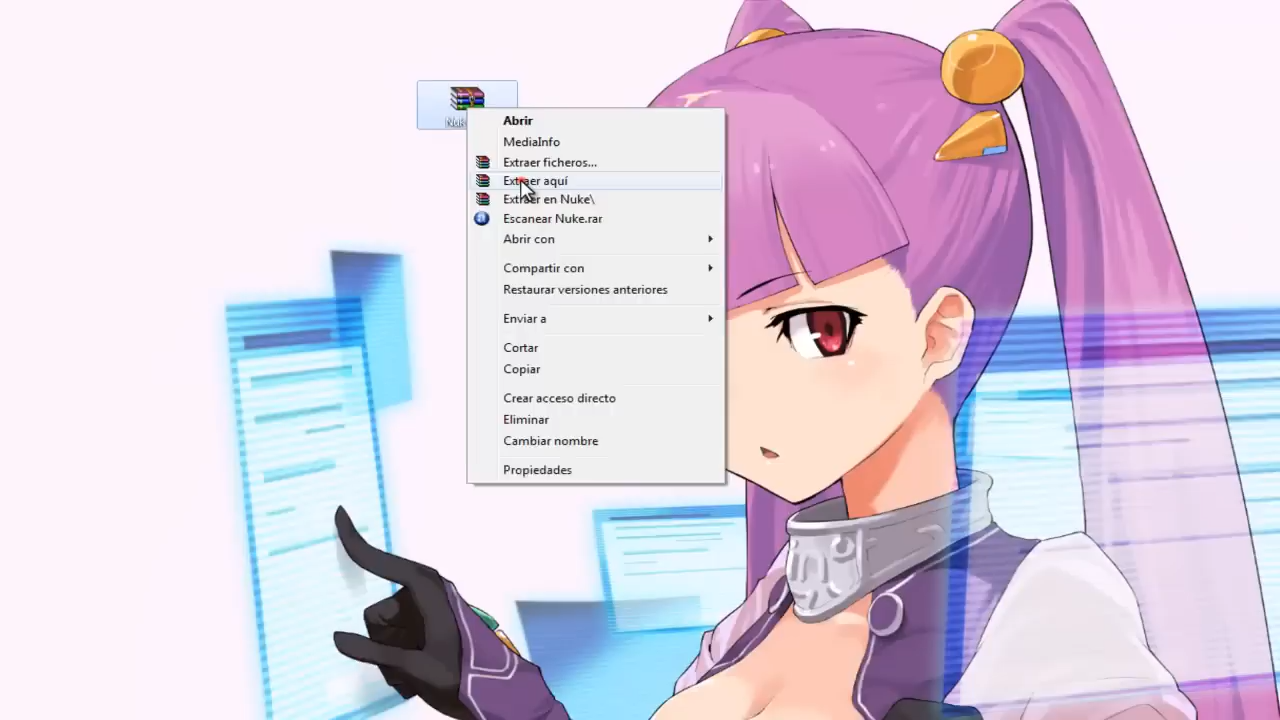 Abrir
MediaInfo
Extraer ficheros...
Extraer aquí
Extraer en Nuke\
Escanear Nuke.rar
Abrir con
Compartir con
Restaurar versiones anteriores
Enviar a
Cortar
Copiar
Crear acceso directo
Eliminar
Cambiar nombre
Propiedades